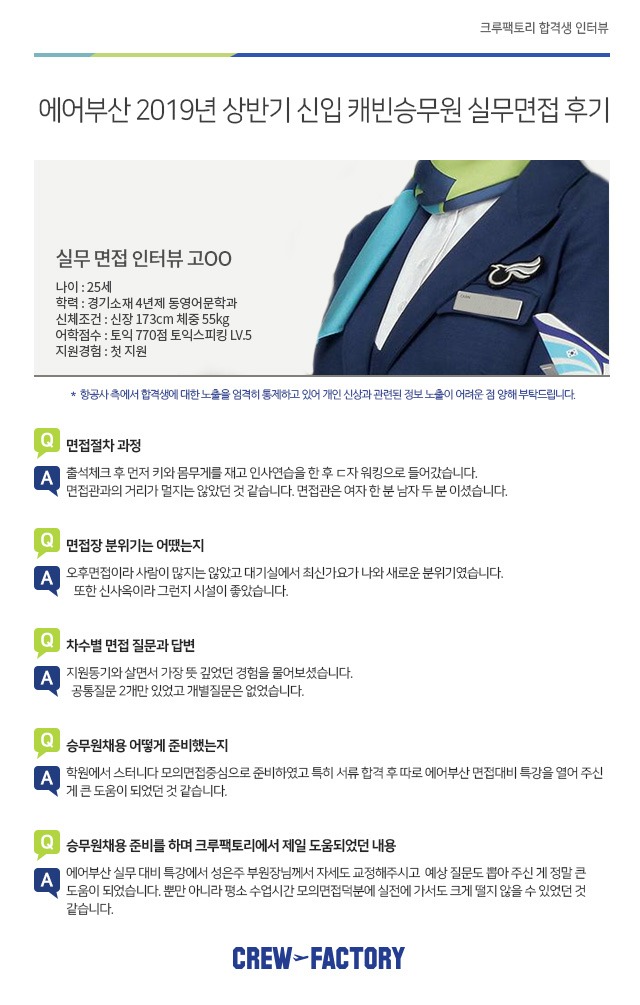 크루팩토리 합격생 인터뷰
에어부산 2019년 상반기 신입 캐빈승무원 실무면접 후기
실무 면접 인터뷰 고OO
나이 : 25세
학력 : 경기소재 4년제 동영어문학과
신체조건 : 신장 173cm 체중 55kg
어학점수 : 토익 770점 토익스피킹 LV.5
지원경험 : 첫 지원
* 항공사 측에서 합격생에 대한 노출을 엄격히 통제하고 있어 개인 신상과 관련된 정보 노출이 어려운 점 양해 부탁드립니다.
Q 면접절차 과정
A 출석체크 후 먼저 키와 몸무게를 재고 인사연습을 한 후 ㄷ자 워킹으로 들어갔습니다.
면접관과의 거리가 멀지는 않았던 것 같습니다. 면접관은 여자 한 분 남자 두 분 이셨습니다.
Q 면접장 분위기는 어땠는지
A 오후면접이라 사람이 많지는 않았고 대기실에서 최신가요가 나와 새로운 분위기였습니다.
또한 신사옥이라 그런지 시설이 좋았습니다.
Q 차수별 면접 질문과 답변
A 지원동기와 살면서 가장 뜻 깊었던 경험을 물어보셨습니다.
공통질문 2개만 있었고 개별질문은 없었습니다.
Q 승무원채용 어떻게 준비했는지
A 학원에서 스터니다 모의면접중심으로 준비하였고 특히 서류 합격 후 따로 에어부산 면접대비 특강을 열어 주신
게 큰 도움이 되었던 것 같습니다.
Q 승무원채용 준비를 하며 크루팩토리에서 제일 도움되었던 내용
A 에어부산 실무 대비 특강에서 성은주 부원장님께서 자세도 교정해주시고 예상 질문도 뽑아 주신 게 정말 큰
도움이 되었습니다. 뿐만 아니라 평소 수업시간 모의면접덕분에 실전에 가서도 크게 떨지 않을 수 있었던 것
같습니다.
CREW FACTORY